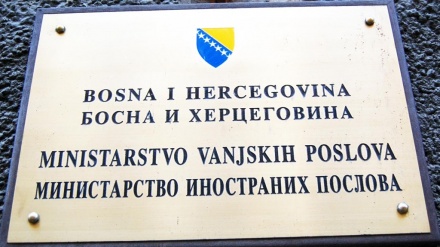 BOSNA I HERCEGOVINA
БОСНА И ХЕРЦЕГОВИНА
MINISTARSTVO VANJSKIH POSLOVA
МИНИСТАРСТВО ИНОСТРАНИХ ПОСЛОВА